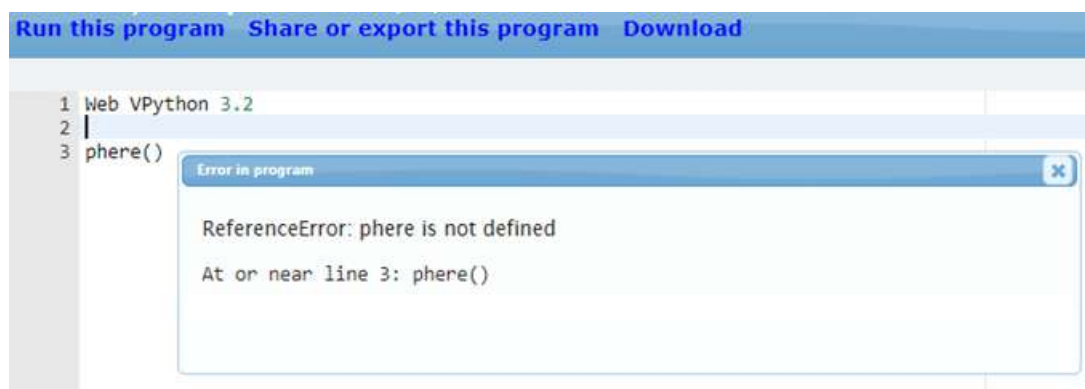 Run this program Share or export this program Download
1 Web VPython 3.2
2
3 phere()
Error in program
ReferenceError: phere is not defined
At or near line 3: phere()